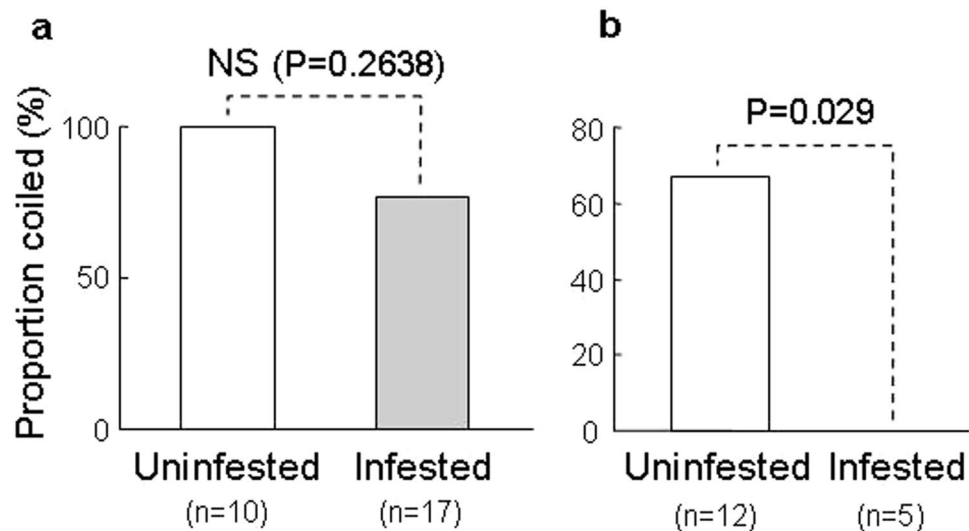 a
NS (P=0.2638)
Proportion coiled (%)
100
50
0
Uninfested Infested
(n=10) (n=17)
b
P=0.029
80
60
40
20
0
Uninfested Infested
(n=12) (n=5)